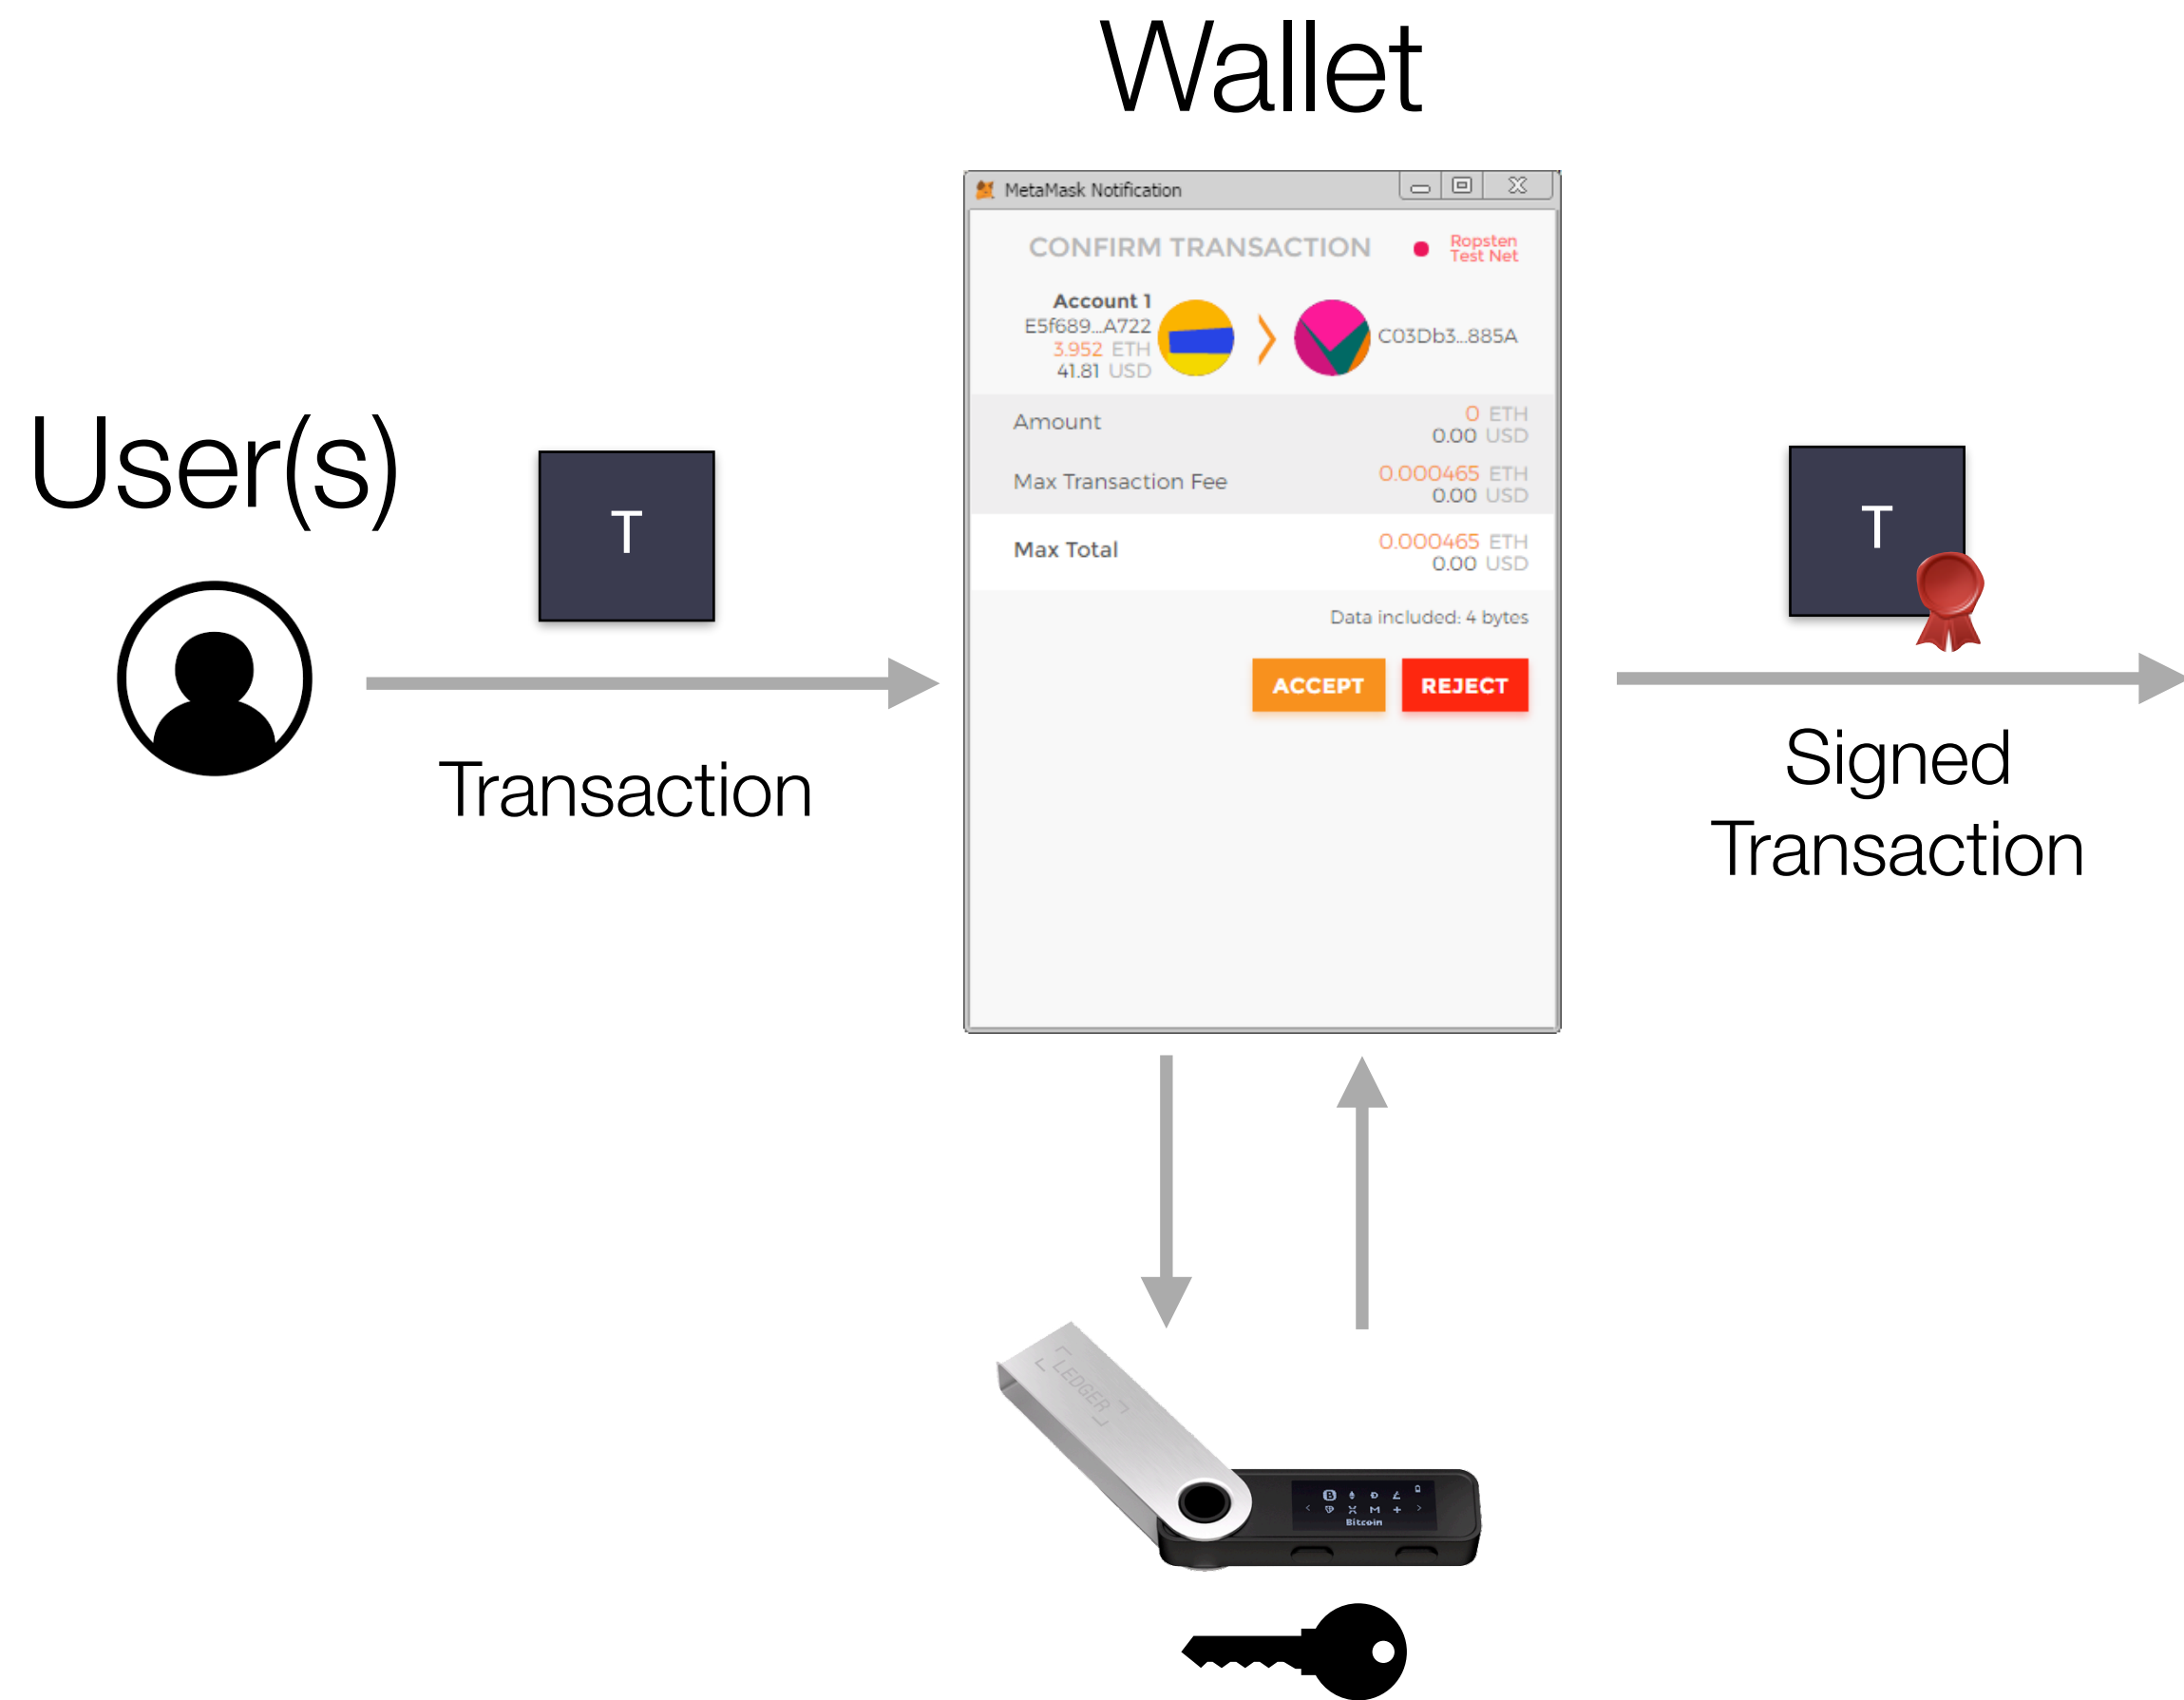 Wallet
MetaMask Notification
CONFIRM TRANSACTION
Ropsten
Test Net
Account 1
E5f689...A722
3.952 ETH
41.81 USD
C03Db3...885A
Amount
0 ETH
0.00 USD
Max Transaction Fee
0.000465 ETH
0.00 USD
Max Total
0.000465 ETH
0.00 USD
Data included: 4 bytes
ACCEPT
REJECT
User(s)
T
Transaction
T
Signed
Transaction
LEDGER
Bitcoin